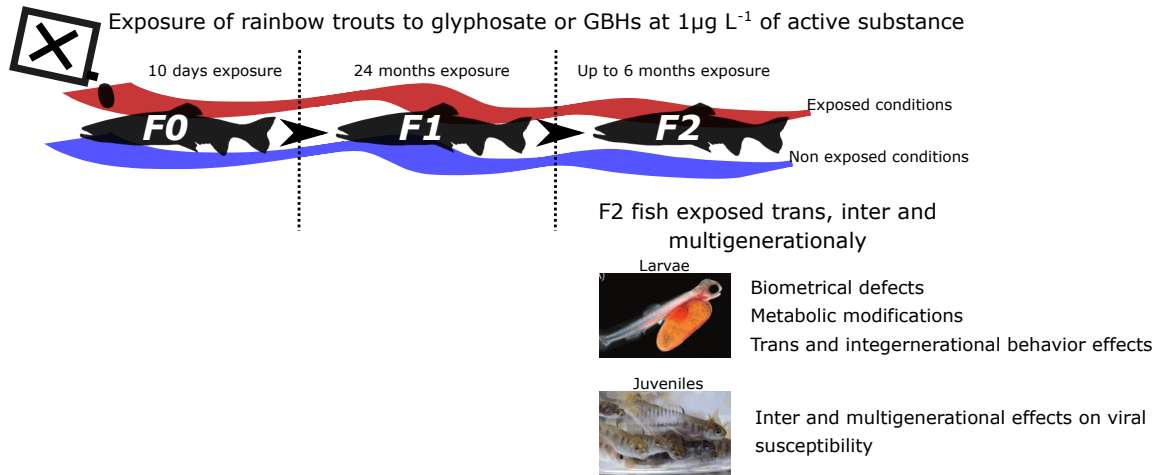 Exposure of rainbow trouts to glyphosate or GBHs at 1µg L-1 of active substance
10 days exposure
24 months exposure
Up to 6 months exposure
Exposed conditions
F0
F1
F2
Non exposed conditions
F2 fish exposed trans, inter and
multigenerationaly
Larvae
Biometrical defects
Metabolic modifications
Trans and integernerational behavior effects
Juveniles
Inter and multigenerational effects on viral
susceptibility